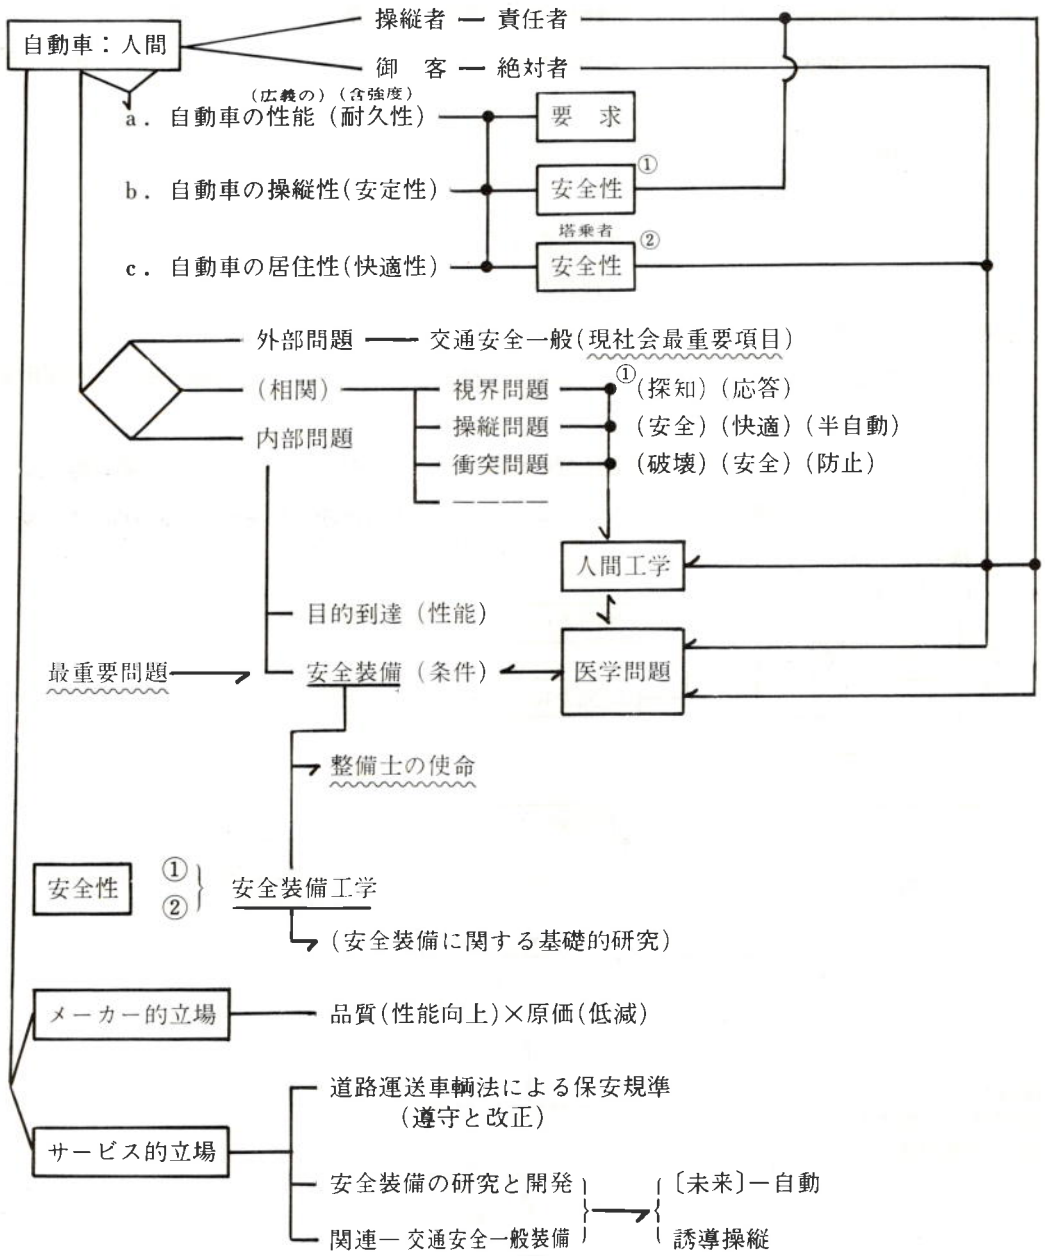 操縦者 ― 責任者
自動車：人間
御　客 ― 絶対者
(広義の) (含強度)
a．自動車の性能 (耐久性)
要　求
①
b．自動車の操縦性(安定性)
安全性
塔乗者
②
c．自動車の居住性(快適性)
安全性
外部問題 ― 交通安全一般(現社会最重要項目)
(相関)
視界問題
①(探知) (応答)
操縦問題
(安全) (快適) (半自動)
内部問題
衝突問題
(破壊) (安全) (防止)
人間工学
目的到達 (性能)
最重要問題
安全装備 (条件)
医学問題
整備士の使命
安全性
①
②
安全装備工学
(安全装備に関する基礎的研究)
メーカー的立場
品質(性能向上)×原価(低減)
道路運送車輌法による保安規準
(遵守と改正)
サービス的立場
安全装備の研究と開発
〔未来〕―自動
関連― 交通安全一般装備
誘導操縦